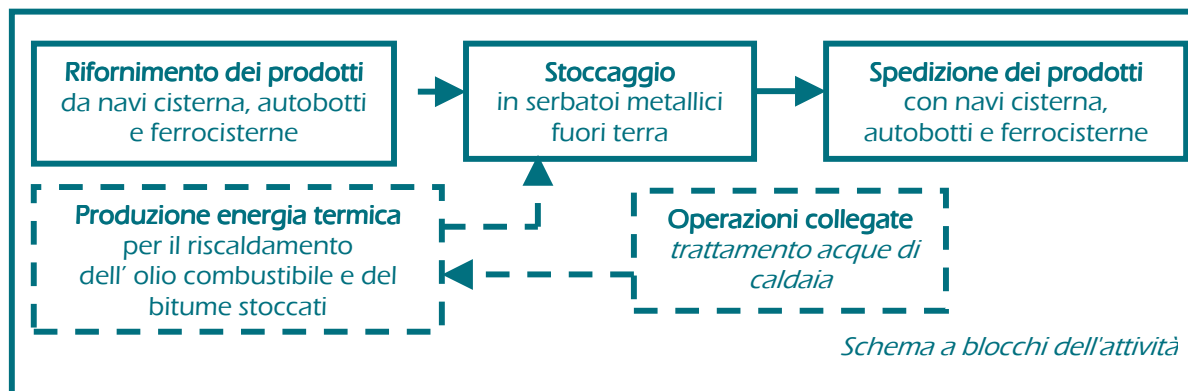 Rifornimento dei prodotti
da navi cisterna, autobotti
e ferrocisterne
Stoccaggio
in serbatoi metallici
fuori terra
Spedizione dei prodotti
con navi cisterna,
autobotti e ferrocisterne
Produzione energia termica
per il riscaldamento
dell' olio combustibile e del
bitume stoccati
Operazioni collegate
trattamento acque di
caldaia
Schema a blocchi dell'attività